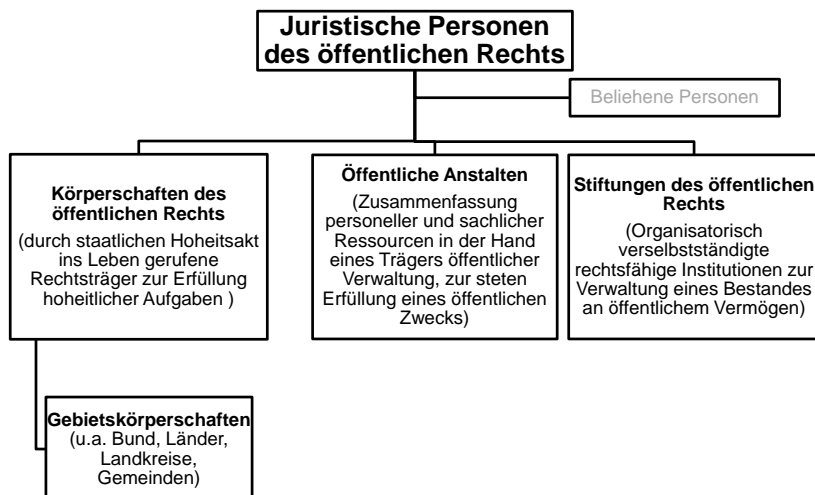 Juristische Personen
des öffentlichen Rechts
Beliehene Personen
Körperschaften des
öffentlichen Rechts
(durch staatlichen Hoheitsakt
ins Leben gerufene
Rechtsträger zur Erfüllung
hoheitlicher Aufgaben )
Öffentliche Anstalten
(Zusammenfassung
personeller und sachlicher
Ressourcen in der Hand
eines Trägers öffentlicher
Verwaltung, zur steten
Erfüllung eines öffentlichen
Zwecks)
Stiftungen des öffentlichen
Rechts
(Organisatorisch
verselbstständigte
rechtsfähige Institutionen zur
Verwaltung eines Bestandes
an öffentlichem Vermögen)
Gebietskörperschaften
(u.a. Bund, Länder,
Landkreise,
Gemeinden)